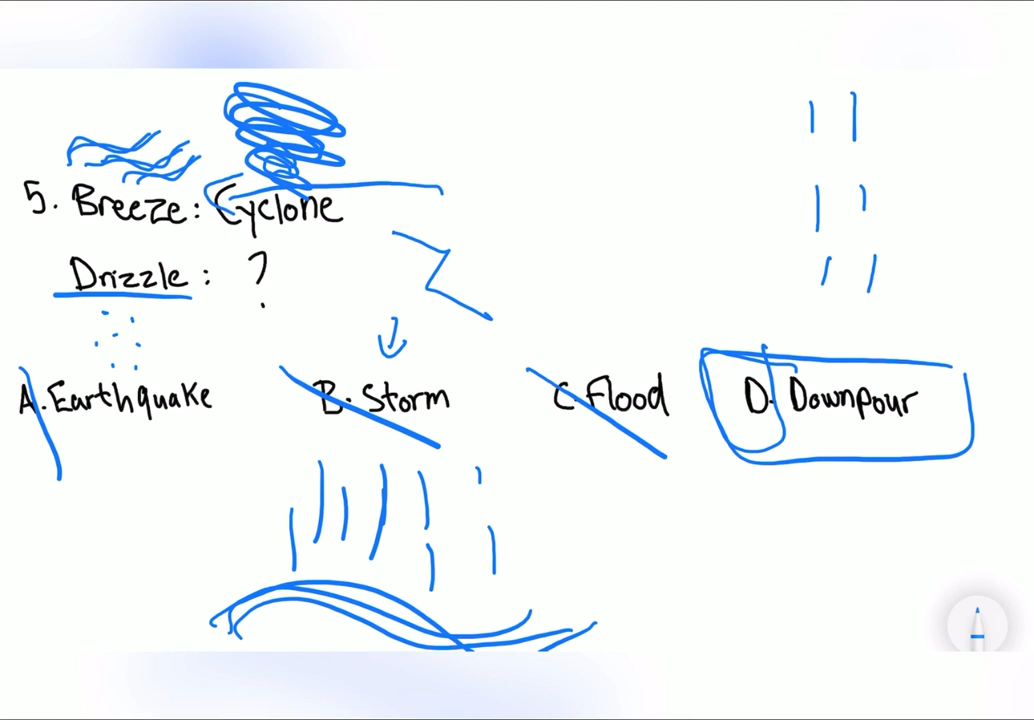 5. Breeze: Cyclone
Drizzle: ?
A. Earthquake B. Storm C. Flood D. Downpour